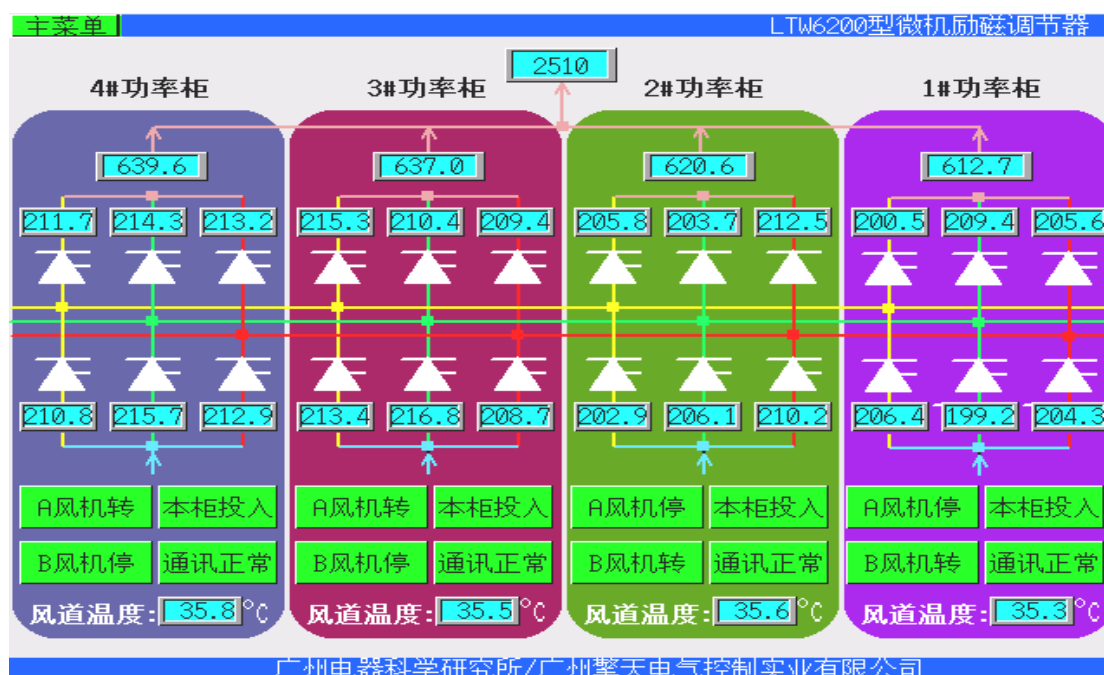 主菜单 LTW6200型微机励磁调节器
2510
4#功率柜 3#功率柜 2#功率柜 1#功率柜
639.6 637.0 620.6 612.7
211.7 214.3 213.2 215.3 210.4 209.4 205.8 203.7 212.5 200.5 209.4 205.6
210.8 215.7 212.9 213.4 216.8 208.7 202.9 206.1 210.2 206.4 199.2 204.3
A风机转 本柜投入 A风机转 本柜投入 A风机停 本柜投入 A风机停 本柜投入
B风机停 通讯正常 B风机停 通讯正常 B风机转 通讯正常 B风机转 通讯正常
风道温度: 35.8°C 风道温度: 35.5°C 风道温度: 35.6°C 风道温度: 35.3°C
广州电器科学研究所/广州擎天电气控制实业有限公司